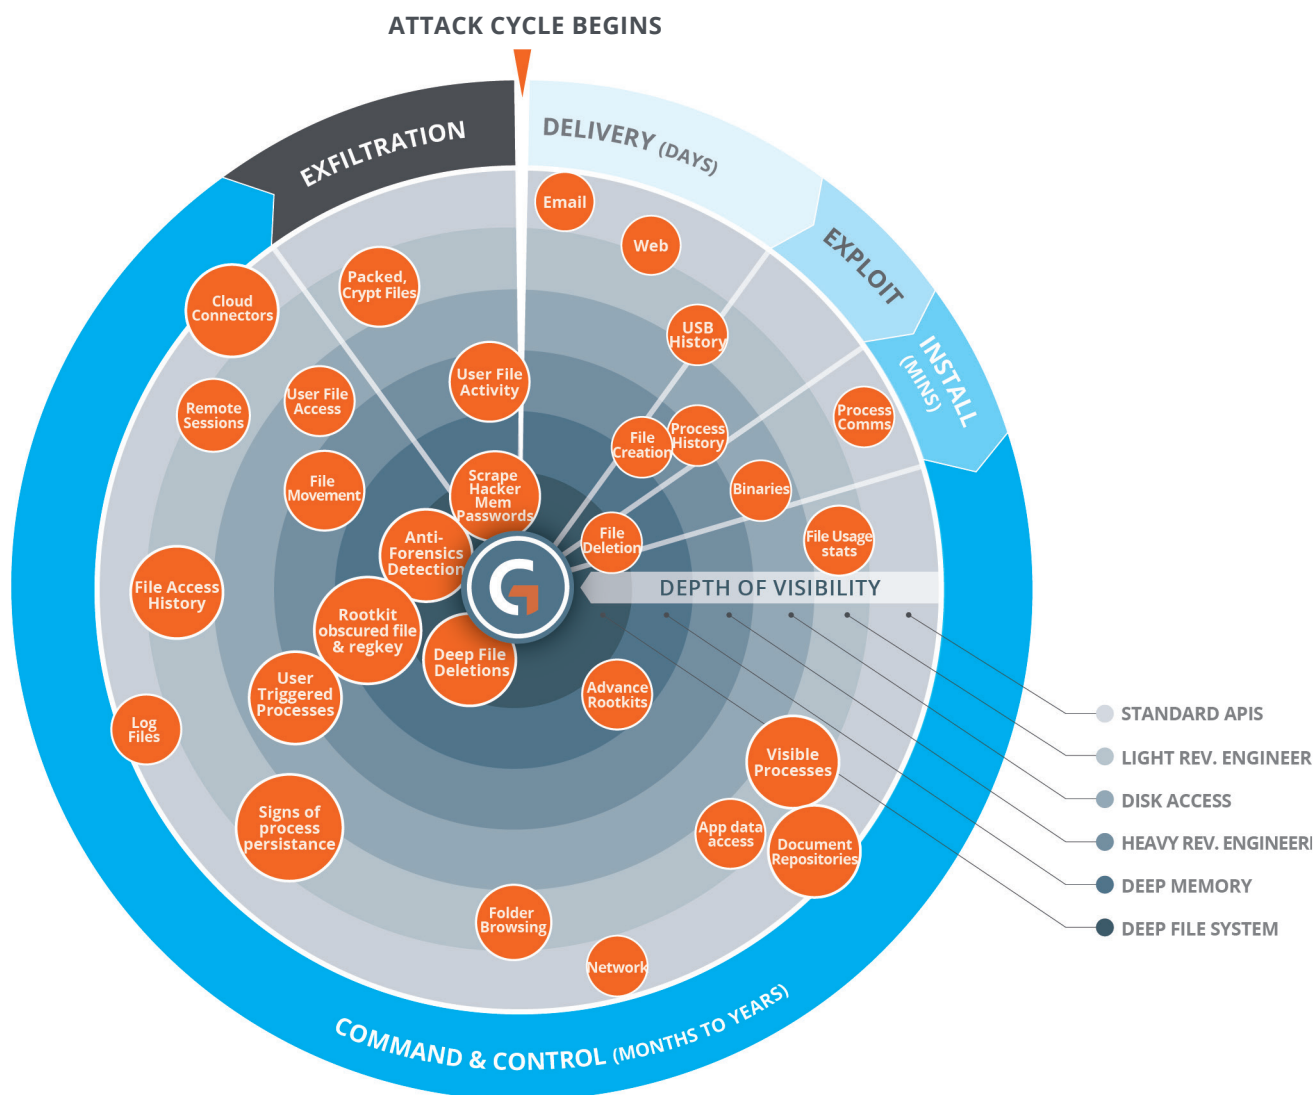 ATTACK CYCLE BEGINS
EXFILTRATION
DELIVERY (DAYS)
EXPLOIT
INSTALL
(MINS)
Email
Web
Packed,
Crypt Files
Cloud
Connectors
USB
History
User File
Activity
User File
Access
Remote
Sessions
Process
Comms
File
Creation
Process
History
File
Movement
Scrape
Hacker
Mem
Passwords
Binaries
File
Deletion
File Usage
stats
Anti-
Forensics
Detection
G
DEPTH OF VISIBILITY
File Access
History
Rootkit
obscured file
& regkey
Deep File
Deletions
User
Triggered
Processes
Advance
Rootkits
Log
Files
Visible
Processes
Signs of
process
persistance
App data
access
Document
Repositories
Folder
Browsing
Network
STANDARD APIS
LIGHT REV. ENGINEER
DISK ACCESS
HEAVY REV. ENGINEERI
DEEP MEMORY
DEEP FILE SYSTEM
COMMAND & CONTROL (MONTHS TO YEARS)